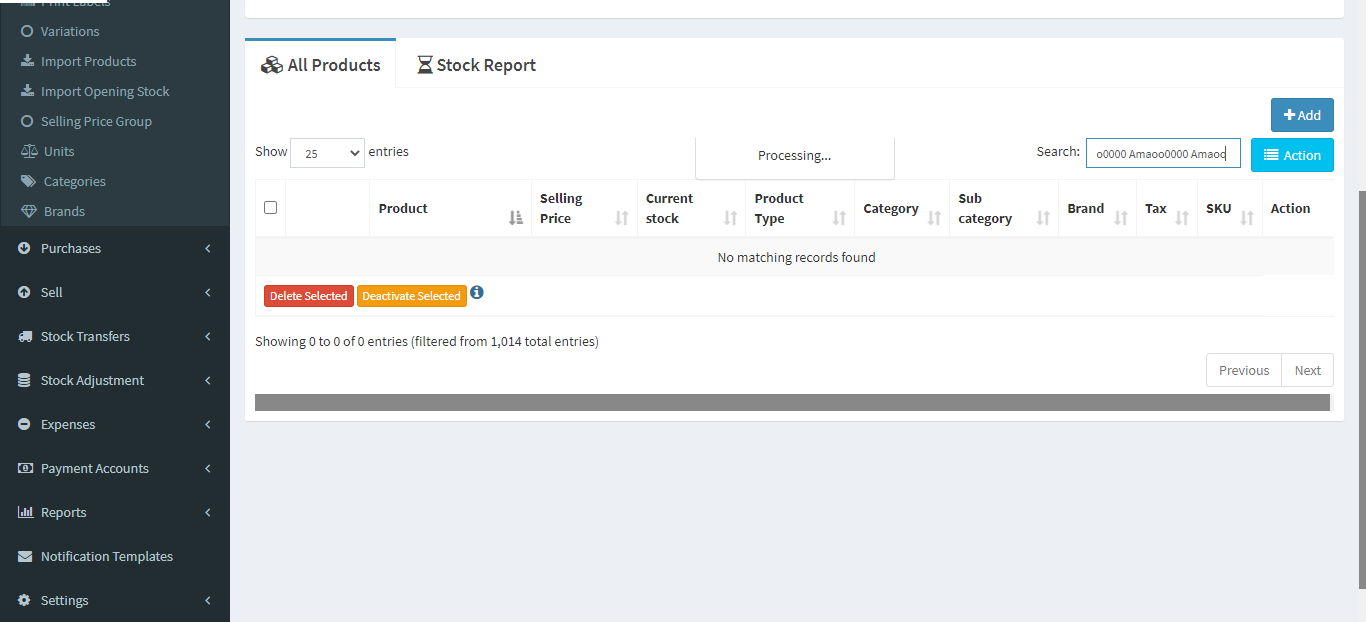 Print Labels
Variations
Import Products
Import Opening Stock
Selling Price Group
Units
Categories
Brands
Purchases
Sell
Stock Transfers
Stock Adjustment
Expenses
Payment Accounts
Reports
Notification Templates
Settings
All Products
Stock Report
Add
Show 25 entries
Processing...
Search: o0000 Amaoo0000 Amaoo
Action
Product
Selling Price
Current stock
Product Type
Category
Sub category
Brand
Tax
SKU
Action
No matching records found
Delete Selected
Deactivate Selected
Showing 0 to 0 of 0 entries (filtered from 1,014 total entries)
Previous
Next